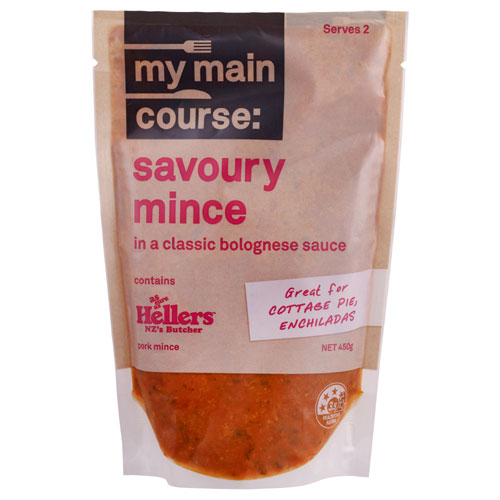 Serves 2
my main
course:
savoury
mince
in a classic bolognese sauce
contains
Hellers
NZ's Butcher
pork mince
Great for
COTTAGE PIE,
ENCHILADAS
NET 450g